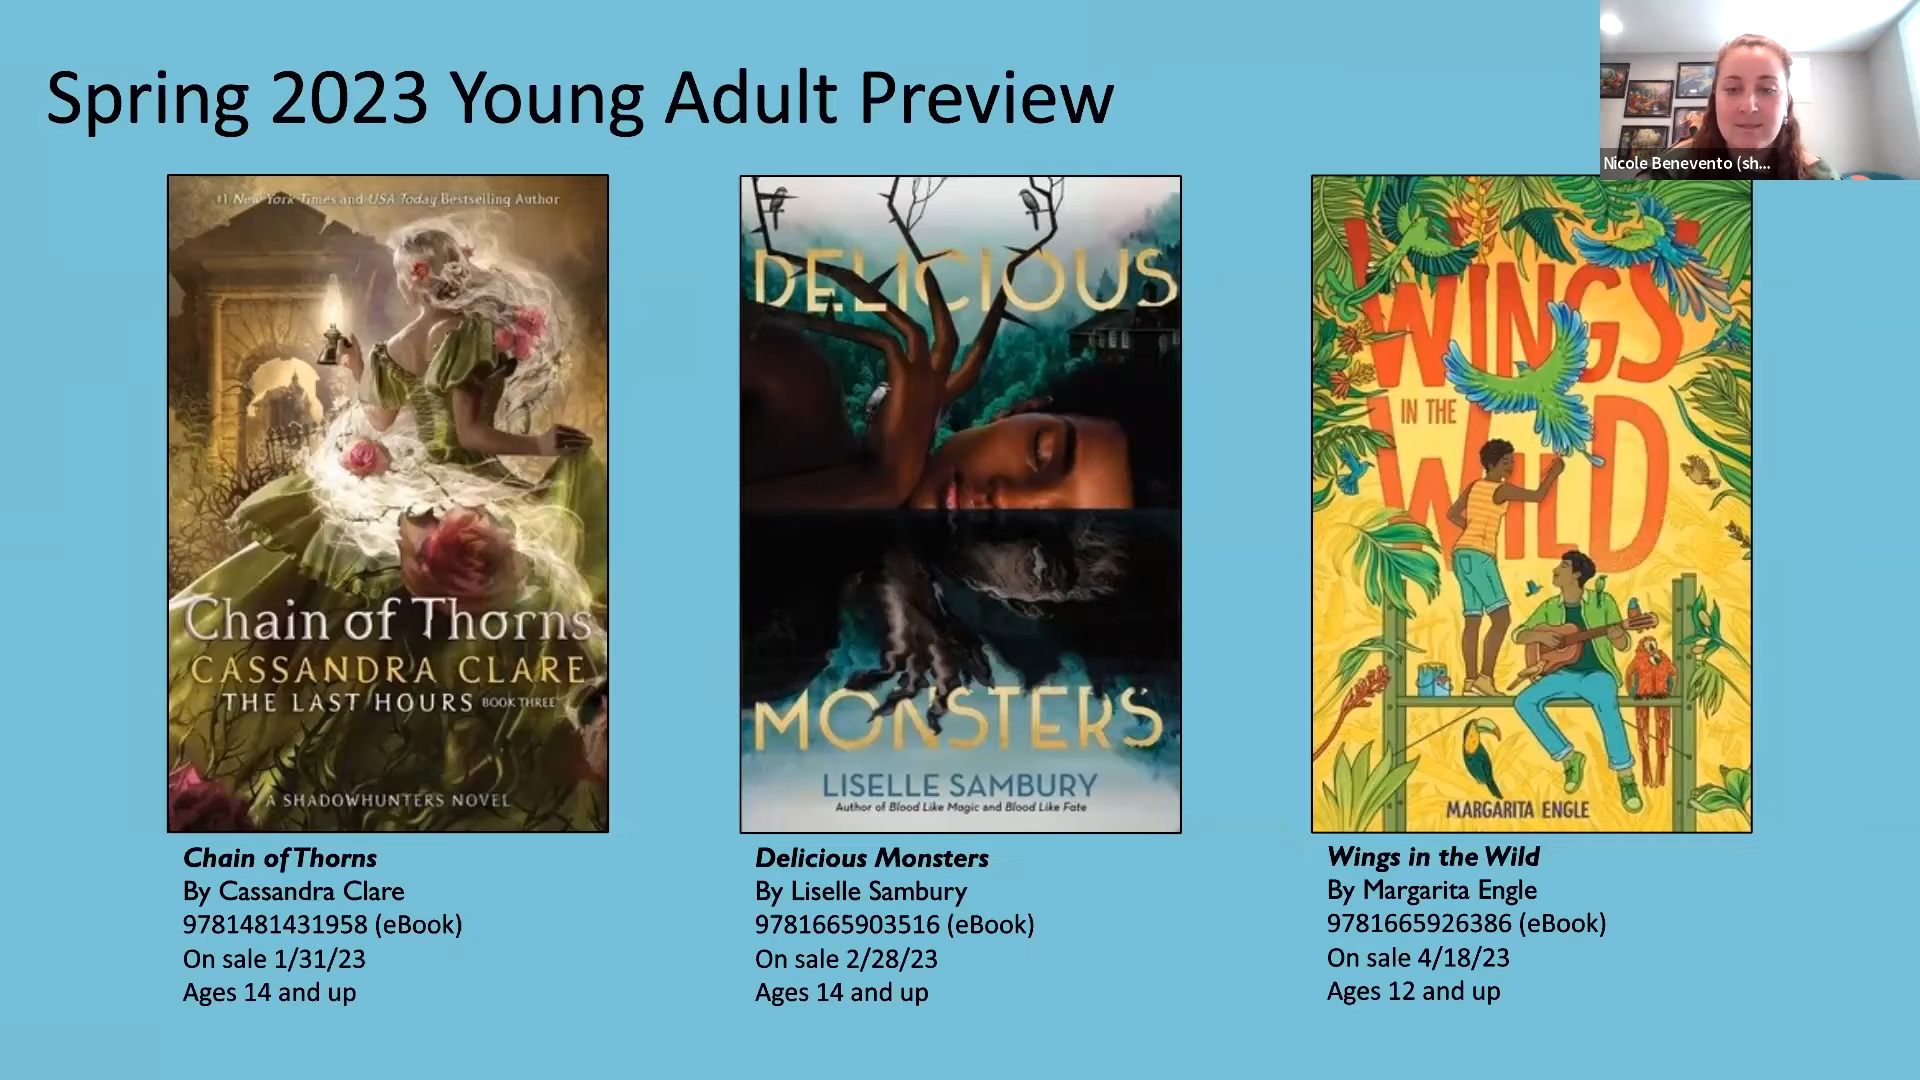 Spring 2023 Young Adult Preview
Nicole Benevento (sh...
#1 New York Times and USA Today Bestselling Author
Chain of Thorns
CASSANDRA CLARE
THE LAST HOURS BOOK THREE
A SHADOWHUNTERS NOVEL
Chain of Thorns
By Cassandra Clare
9781481431958 (eBook)
On sale 1/31/23
Ages 14 and up
DELICIOUS
MONSTERS
LISELLE SAMBURY
Author of Blood Like Magic and Blood Like Fate
Delicious Monsters
By Liselle Sambury
9781665903516 (eBook)
On sale 2/28/23
Ages 14 and up
WINGS
IN THE
WILD
MARGARITA ENGLE
Wings in the Wild
By Margarita Engle
9781665926386 (eBook)
On sale 4/18/23
Ages 12 and up